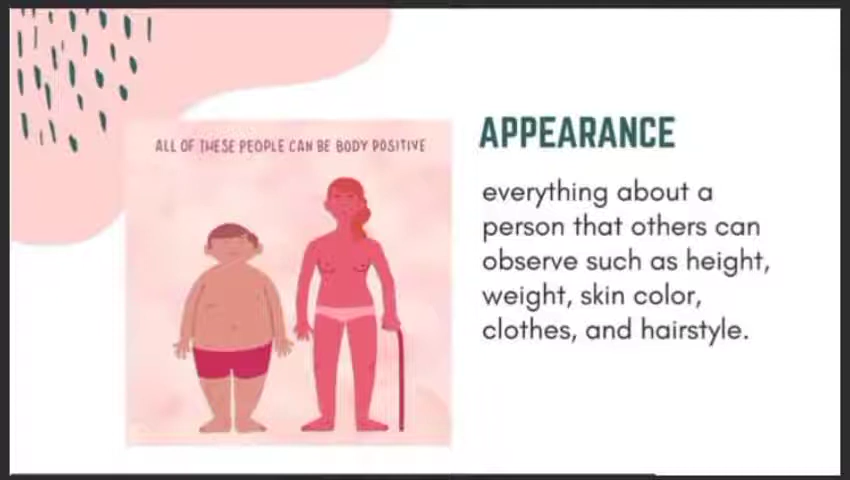 ALL OF THESE PEOPLE CAN BE BODY POSITIVE
APPEARANCE
everything about a
person that others can
observe such as height,
weight, skin color,
clothes, and hairstyle.